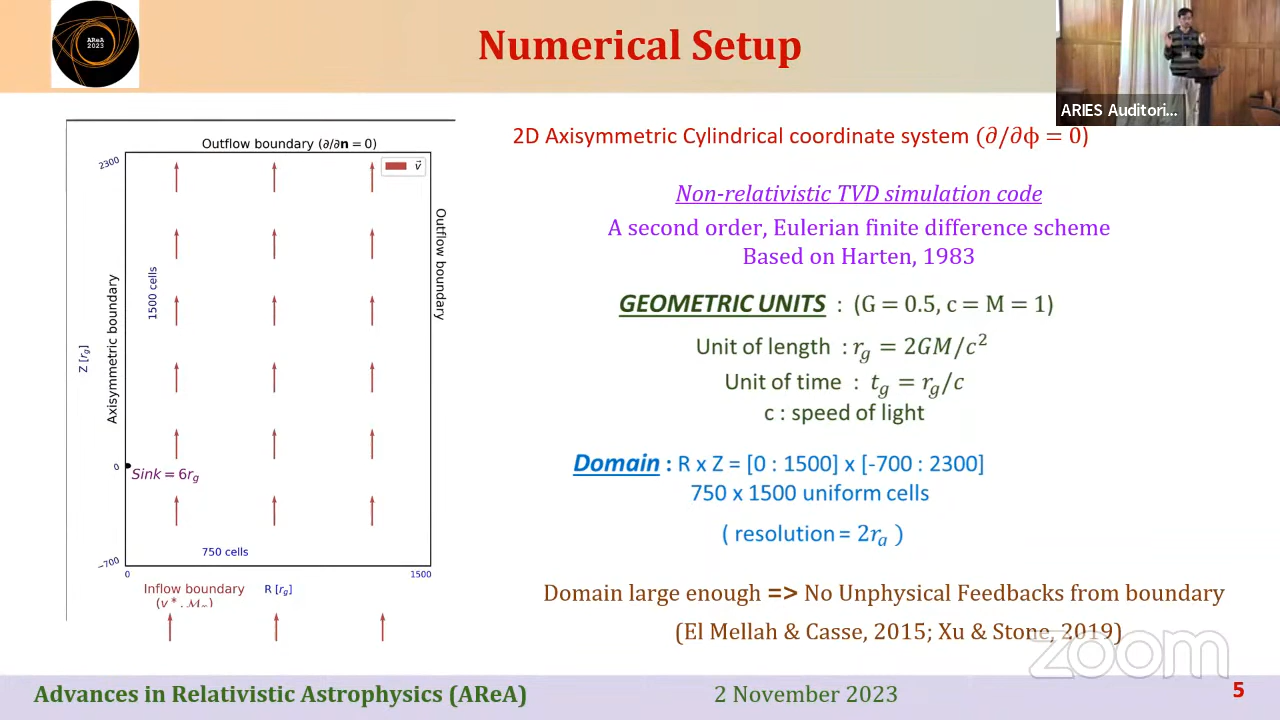 AReA
2023
Numerical Setup
ARIES Auditori...
Outflow boundary (∂/∂n = 0)
2300
v⃗
Outflow boundary
1500 cells
Axisymmetric boundary
Z [r_g]
0
Sink = 6r_g
750 cells
−700
0
1500
Inflow boundary
R [r_g]
(v*, M∞)
2D Axisymmetric Cylindrical coordinate system (∂/∂ϕ = 0)
Non-relativistic TVD simulation code
A second order, Eulerian finite difference scheme
Based on Harten, 1983
GEOMETRIC UNITS : (G = 0.5, c = M = 1)
Unit of length : r_g = 2GM/c²
Unit of time : t_g = r_g/c
c : speed of light
Domain : R x Z = [0 : 1500] x [-700 : 2300]
750 x 1500 uniform cells
( resolution = 2r_g )
Domain large enough => No Unphysical Feedbacks from boundary
(El Mellah & Casse, 2015; Xu & Stone, 2019)
zoom
Advances in Relativistic Astrophysics (AReA)
2 November 2023
5